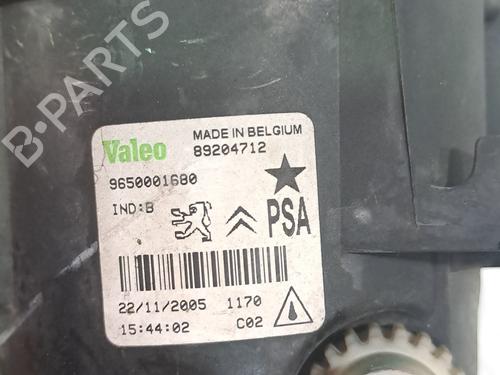 B-PARTS
Valeo
MADE IN BELGIUM
89204712
9650001680
IND:B
PSA
22/11/2005 1170
15:44:02 C02